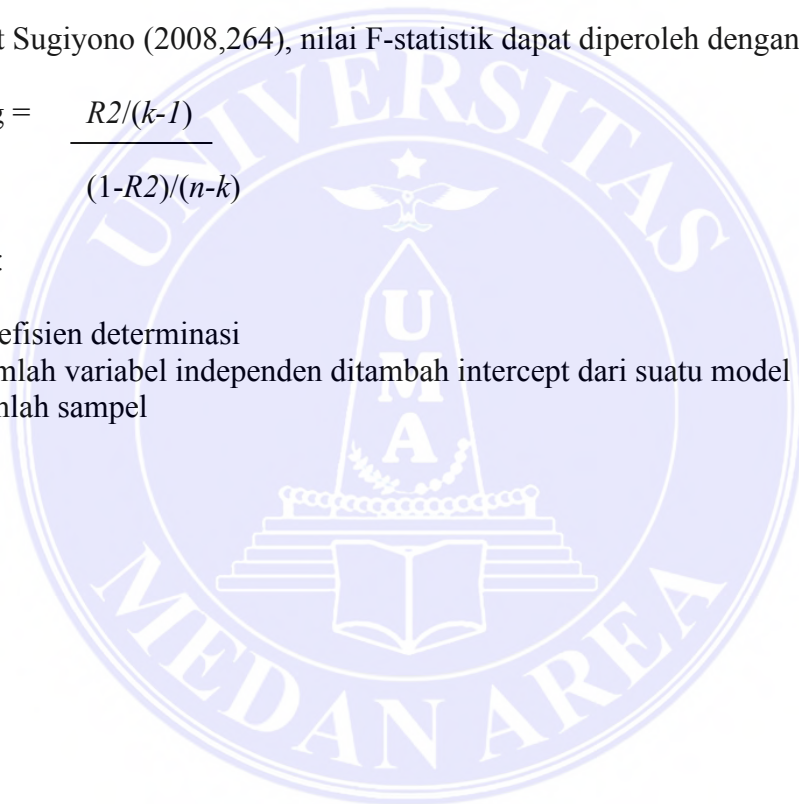 t Sugiyono (2008,264), nilai F-statistik dapat diperoleh dengan
g = R2/(k-1)
(1-R2)/(n-k)
:
efisien determinasi
mlah variabel independen ditambah intercept dari suatu model
nlah sampel
UNIVERSITAS
UMA
MEDAN AREA